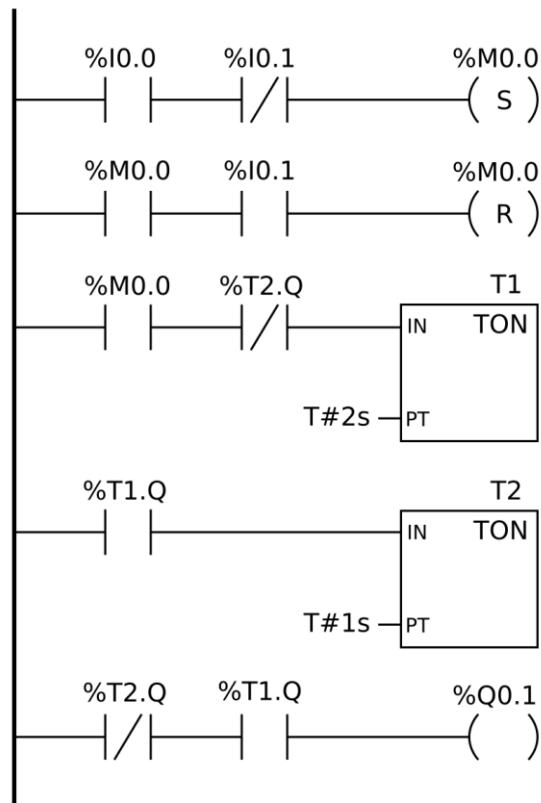 %I0.0 %I0.1 %M0.0
S
%M0.0 %I0.1 %M0.0
R
%M0.0 %T2.Q T1
IN TON
T#2s PT
%T1.Q T2
IN TON
T#1s PT
%T2.Q %T1.Q %Q0.1